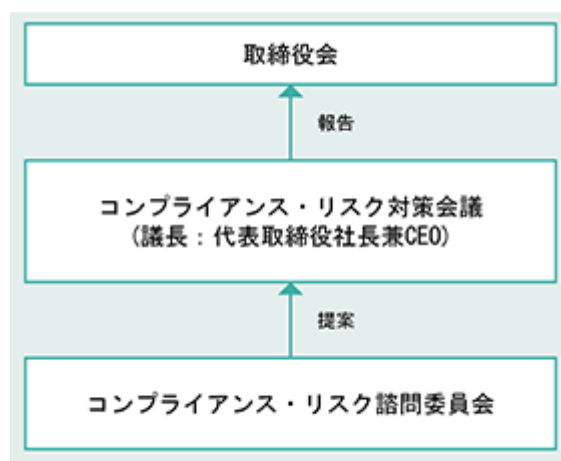 取締役会
報告
コンプライアンス・リスク対策会議
(議長：代表取締役社長兼CEO)
提案
コンプライアンス・リスク諮問委員会